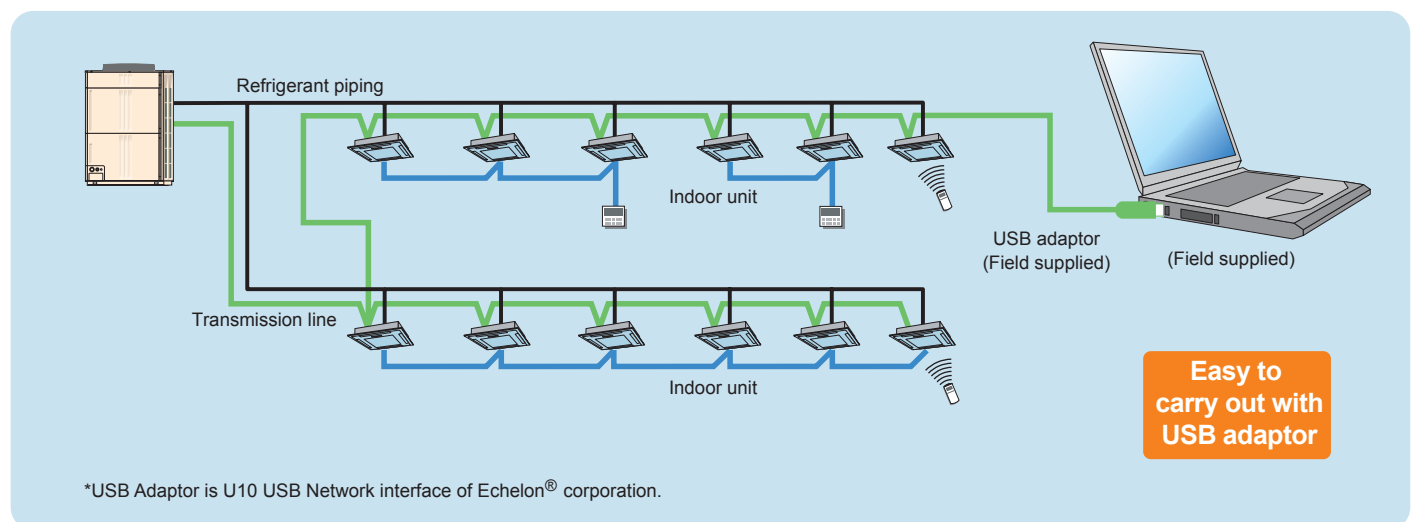 Refrigerant piping
Indoor unit
USB adaptor
(Field supplied)
(Field supplied)
Transmission line
Indoor unit
Easy to
carry out with
USB adaptor
*USB Adaptor is U10 USB Network interface of Echelon® corporation.